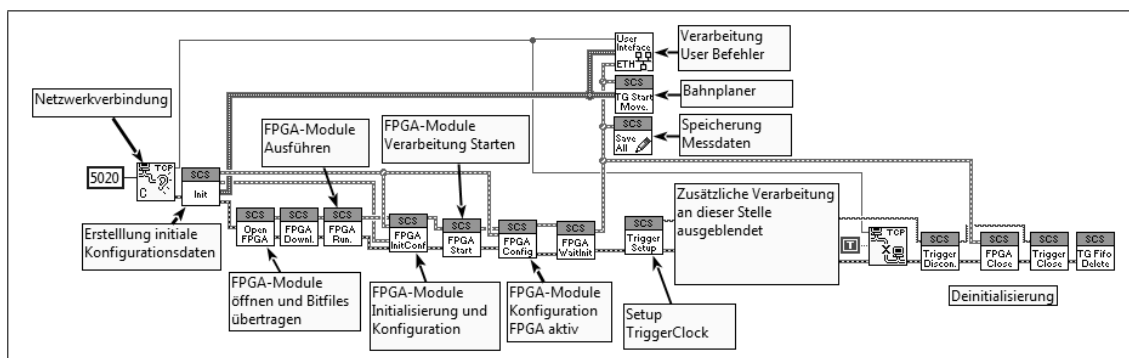 User
Inteface
ETH
Verarbeitung
User Befehler
SCS
TG Start
Move.
Bahnplaner
SCS
Save
All
Speicherung
Messdaten
Netzwerkverbindung
FPGA-Module
Ausführen
FPGA-Module
Verarbeitung Starten
5020
TCP
C
SCS
Init
Erstelllung initiale
Konfigurationsdaten
SCS
Open
FPGA
SCS
FPGA
Downl.
SCS
FPGA
Run.
SCS
FPGA
InitConf
SCS
FPGA
Start
SCS
FPGA
Config
SCS
FPGA
WaitInit
SCS
Trigger
Setup
Zusätzliche Verarbeitung
an dieser Stelle
ausgeblendet
T
TCP
SCS
Trigger
Discon.
SCS
FPGA
Close
SCS
Trigger
Close
SCS
TG Fifo
Delete
FPGA-Module
öffnen und Bitfiles
übertragen
FPGA-Module
Initialisierung und
Konfiguration
FPGA-Module
Konfiguration
FPGA aktiv
Setup
TriggerClock
Deinitialisierung